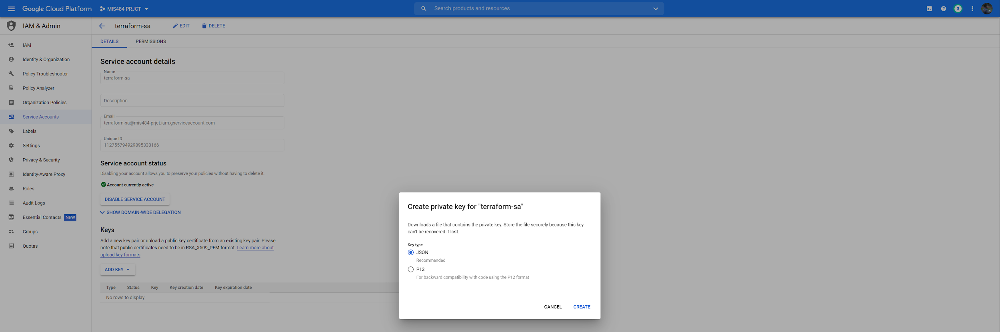 Google Cloud Platform
MIS484 PRJCT
Search products and resources
3
IAM & Admin
terraform-sa
EDIT
DELETE
DETAILS
PERMISSIONS
IAM
Identity & Organization
Policy Troubleshooter
Policy Analyzer
Organization Policies
Service Accounts
Labels
Settings
Privacy & Security
Identity-Aware Proxy
Roles
Audit Logs
Essential Contacts NEW
Groups
Quotas
Service account details
Name
terraform-sa
Description
Email
terraform-sa@mis484-prjct.iam.gserviceaccount.com
Unique ID
112755794929895333166
Service account status
Disabling your account allows you to preserve your policies without having to delete it.
Account currently active
DISABLE SERVICE ACCOUNT
SHOW DOMAIN-WIDE DELEGATION
Keys
Add a new key pair or upload a public key certificate from an existing key pair. Please
note that public certificates need to be in RSA_X509_PEM format. Learn more about
upload key formats
ADD KEY
Type Status Key Key creation date Key expiration date
No rows to display
Create private key for "terraform-sa"
Downloads a file that contains the private key. Store the file securely because this key
can't be recovered if lost.
Key type
JSON
Recommended
P12
For backward compatibility with code using the P12 format
CANCEL
CREATE